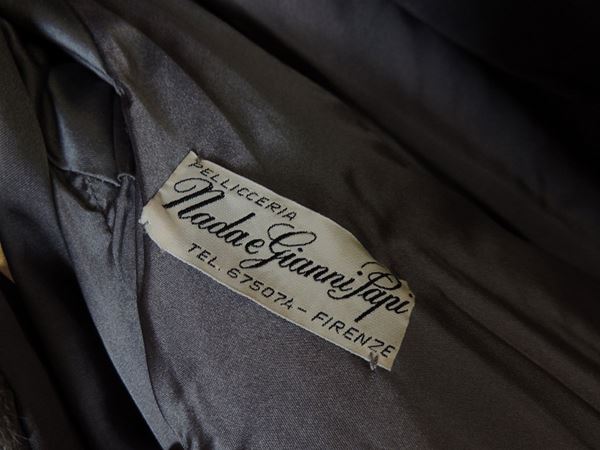 PELLICCERIA
Nada e Gianni Papi
TEL. 675074 - FIRENZE